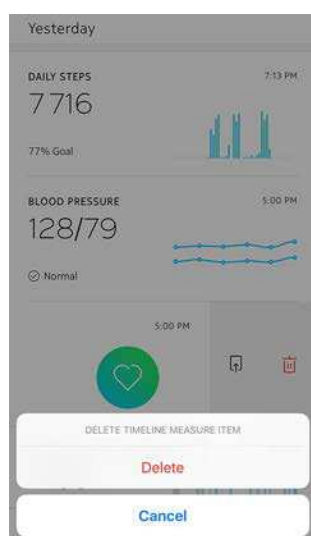 Yesterday
DAILY STEPS
7:13 PM
7 716
77% Goal
BLOOD PRESSURE
5:00 PM
128/79
Normal
5:00 PM
DELETE TIMELINE MEASURE ITEM
Delete
Cancel